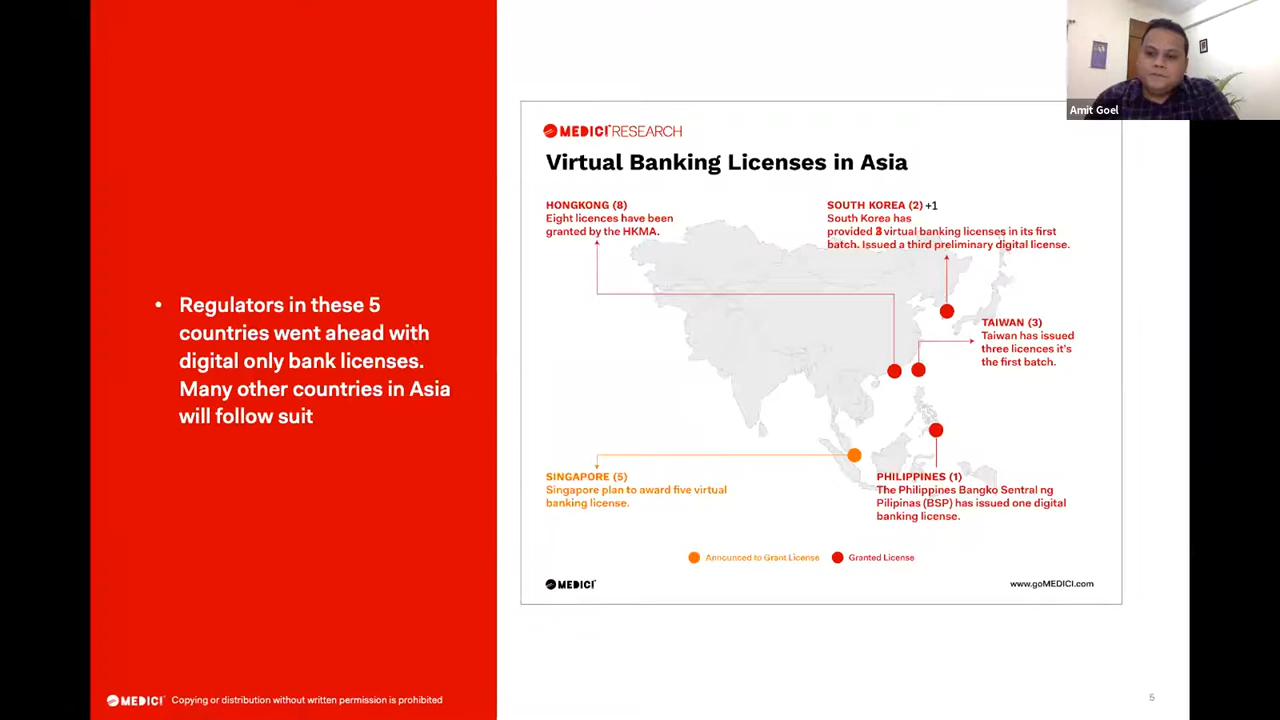 Amit Goel
• Regulators in these 5
countries went ahead with
digital only bank licenses.
Many other countries in Asia
will follow suit
MEDICI RESEARCH
Virtual Banking Licenses in Asia
HONGKONG (8)
Eight licences have been
granted by the HKMA.
SOUTH KOREA (2) +1
South Korea has
provided 3 virtual banking licenses in its first
batch. Issued a third preliminary digital license.
TAIWAN (3)
Taiwan has issued
three licences it's
the first batch.
SINGAPORE (5)
Singapore plan to award five virtual
banking license.
PHILIPPINES (1)
The Philippines Bangko Sentral ng
Pilipinas (BSP) has issued one digital
banking license.
Announced to Grant License
Granted License
MEDICI
www.goMEDICI.com
MEDICI Copying or distribution without written permission is prohibited
5